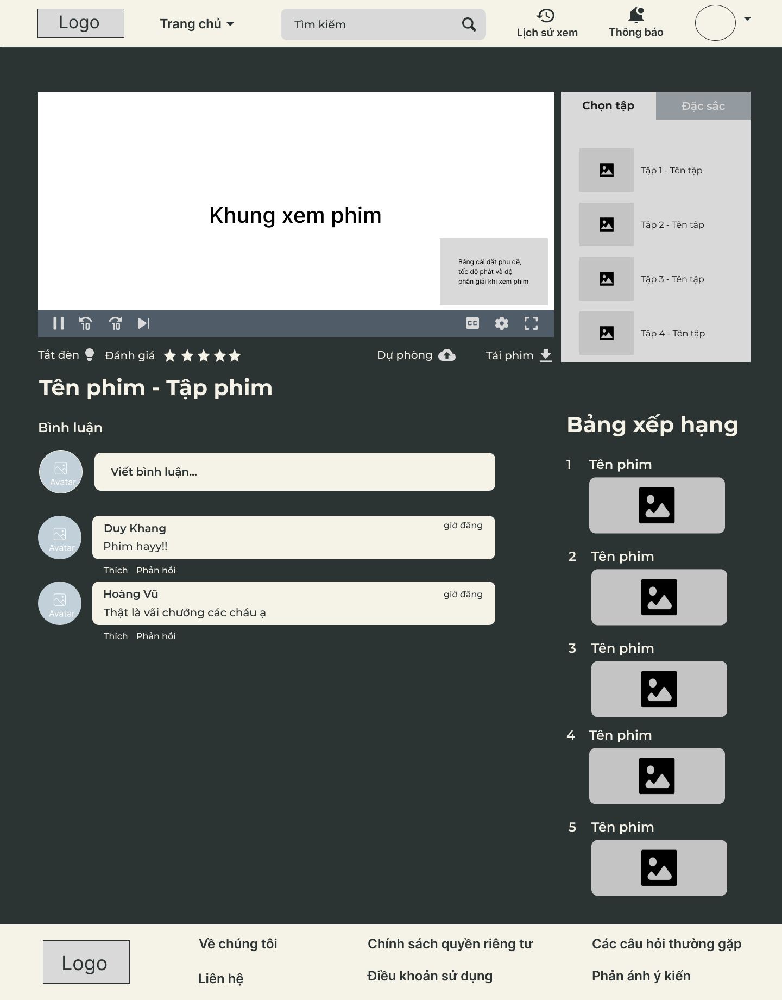 Logo
Trang chủ
Tìm kiếm
Lịch sử xem
Thông báo
Khung xem phim
Bảng cài đặt phụ đề,
tốc độ phát và độ
phân giải khi xem phim
10
10
CC
Chọn tập
Đặc sắc
Tập 1 - Tên tập
Tập 2 - Tên tập
Tập 3 - Tên tập
Tập 4 - Tên tập
Tắt đèn
Đánh giá
Dự phòng
Tải phim
Tên phim - Tập phim
Bình luận
Avatar
Viết bình luận...
Avatar
Duy Khang
giờ đăng
Phim hayy!!
Thích Phản hồi
Avatar
Hoàng Vũ
giờ đăng
Thật là vãi chưởng các cháu ạ
Thích Phản hồi
Bảng xếp hạng
1 Tên phim
2 Tên phim
3 Tên phim
4 Tên phim
5 Tên phim
Logo
Về chúng tôi
Liên hệ
Chính sách quyền riêng tư
Điều khoản sử dụng
Các câu hỏi thường gặp
Phản ánh ý kiến